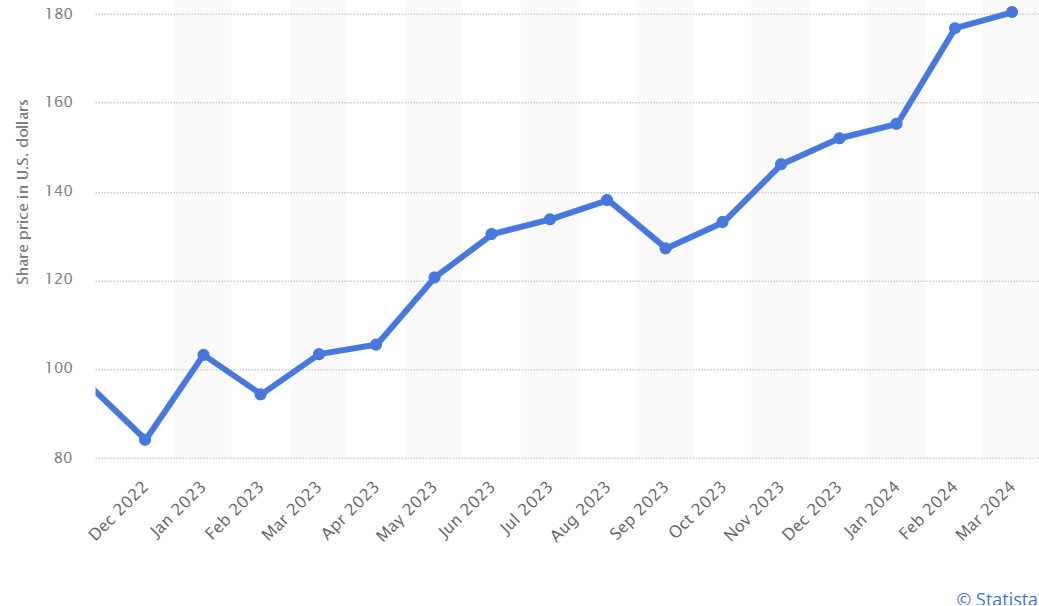 180
160
140
120
100
80
Share price in U.S. dollars
Dec 2022
Jan 2023
Feb 2023
Mar 2023
Apr 2023
May 2023
Jun 2023
Jul 2023
Aug 2023
Sep 2023
Oct 2023
Nov 2023
Dec 2023
Jan 2024
Feb 2024
Mar 2024
© Statista